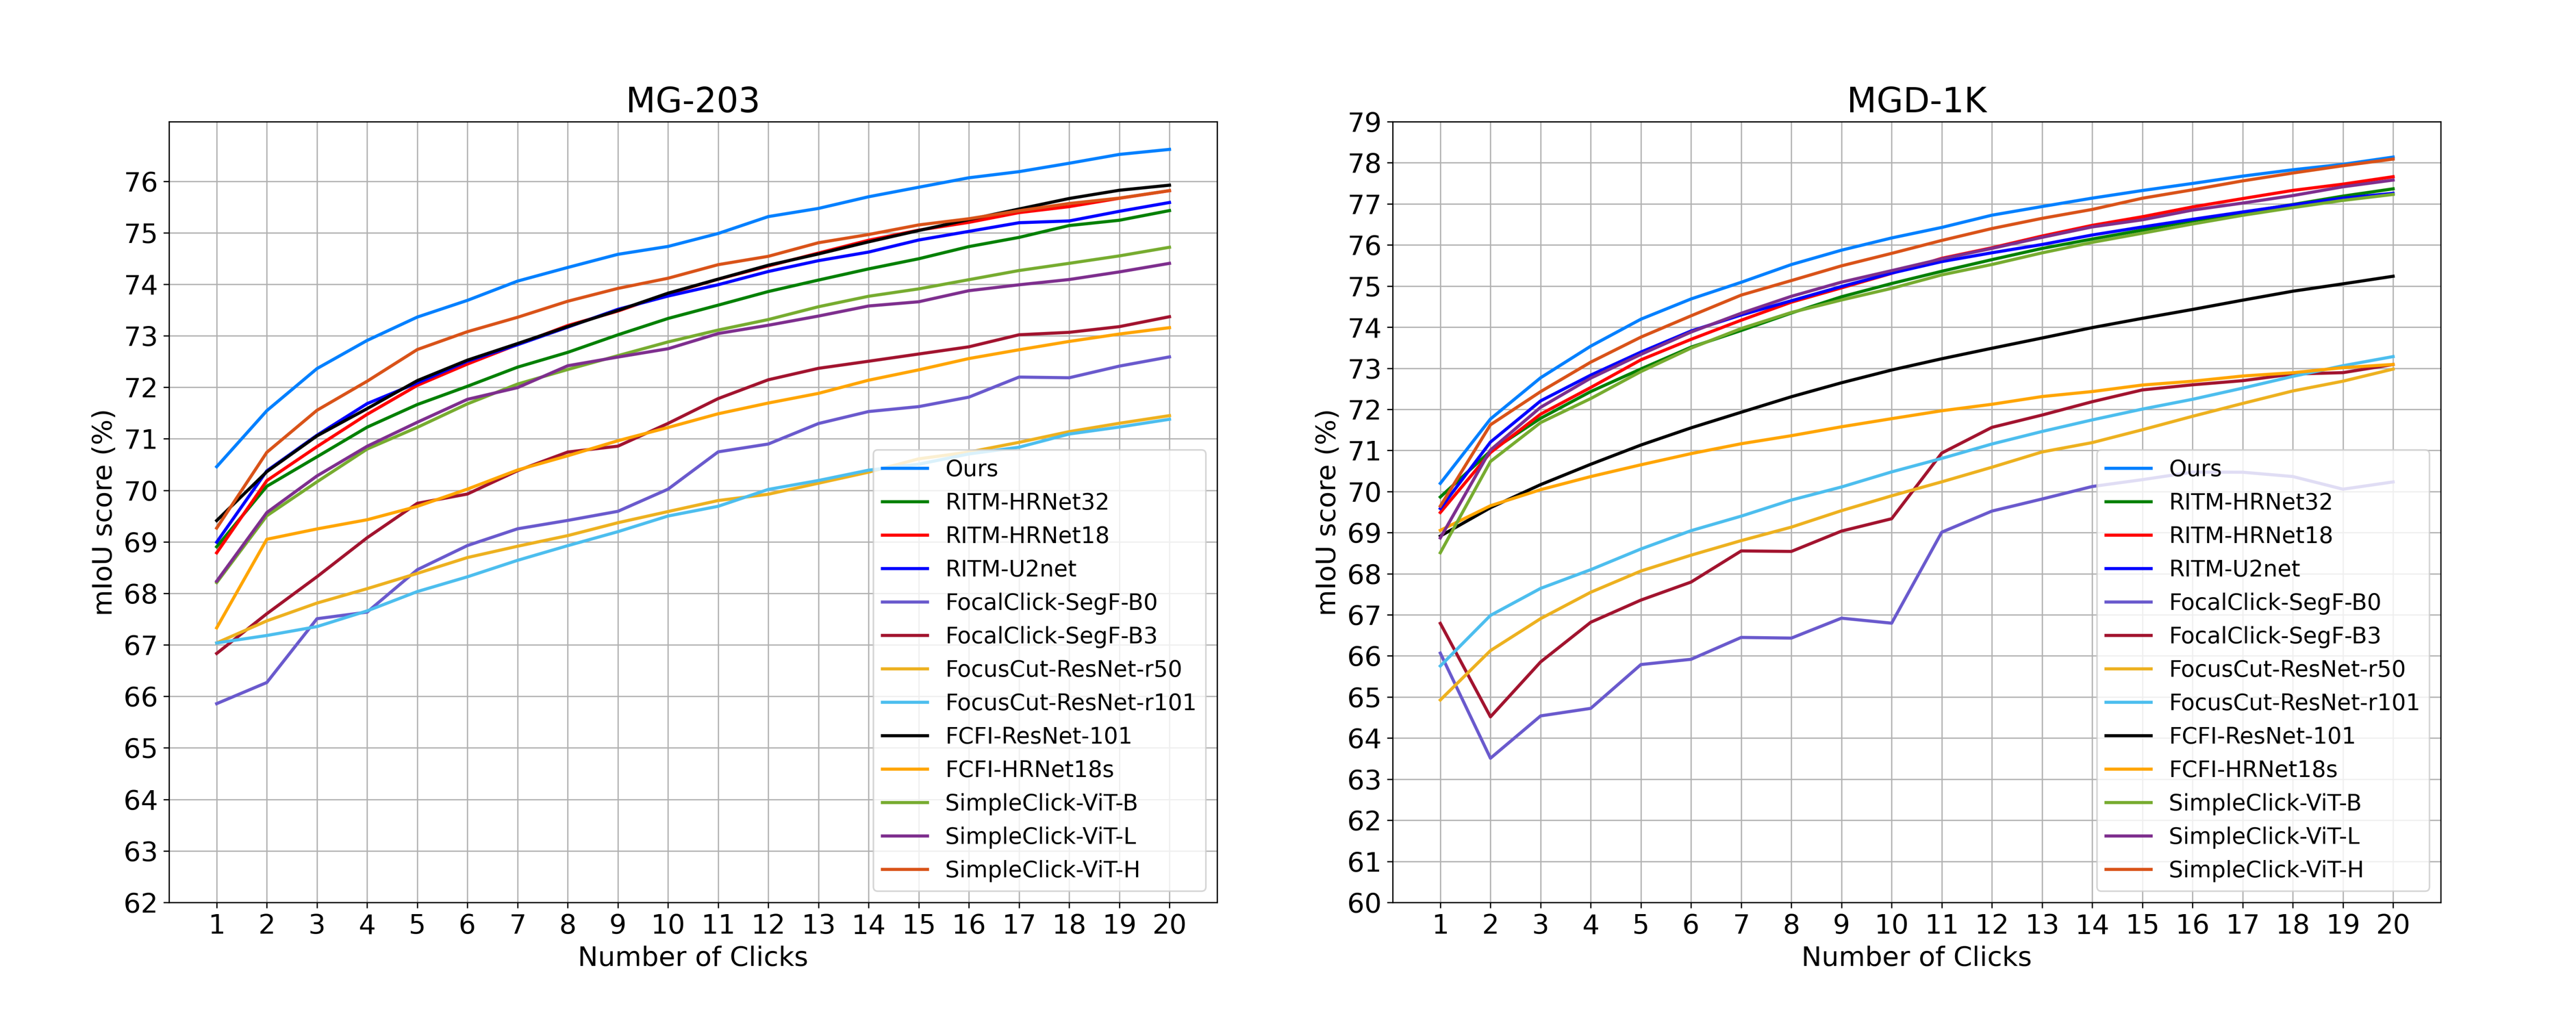 MG-203
mIoU score (%)
76
75
74
73
72
71
70
69
68
67
66
65
64
63
62
1 2 3 4 5 6 7 8 9 10 11 12 13 14 15 16 17 18 19 20
Number of Clicks
Ours
RITM-HRNet32
RITM-HRNet18
RITM-U2net
FocalClick-SegF-B0
FocalClick-SegF-B3
FocusCut-ResNet-r50
FocusCut-ResNet-r101
FCFI-ResNet-101
FCFI-HRNet18s
SimpleClick-ViT-B
SimpleClick-ViT-L
SimpleClick-ViT-H
MGD-1K
mIoU score (%)
79
78
77
76
75
74
73
72
71
70
69
68
67
66
65
64
63
62
61
60
1 2 3 4 5 6 7 8 9 10 11 12 13 14 15 16 17 18 19 20
Number of Clicks
Ours
RITM-HRNet32
RITM-HRNet18
RITM-U2net
FocalClick-SegF-B0
FocalClick-SegF-B3
FocusCut-ResNet-r50
FocusCut-ResNet-r101
FCFI-ResNet-101
FCFI-HRNet18s
SimpleClick-ViT-B
SimpleClick-ViT-L
SimpleClick-ViT-H